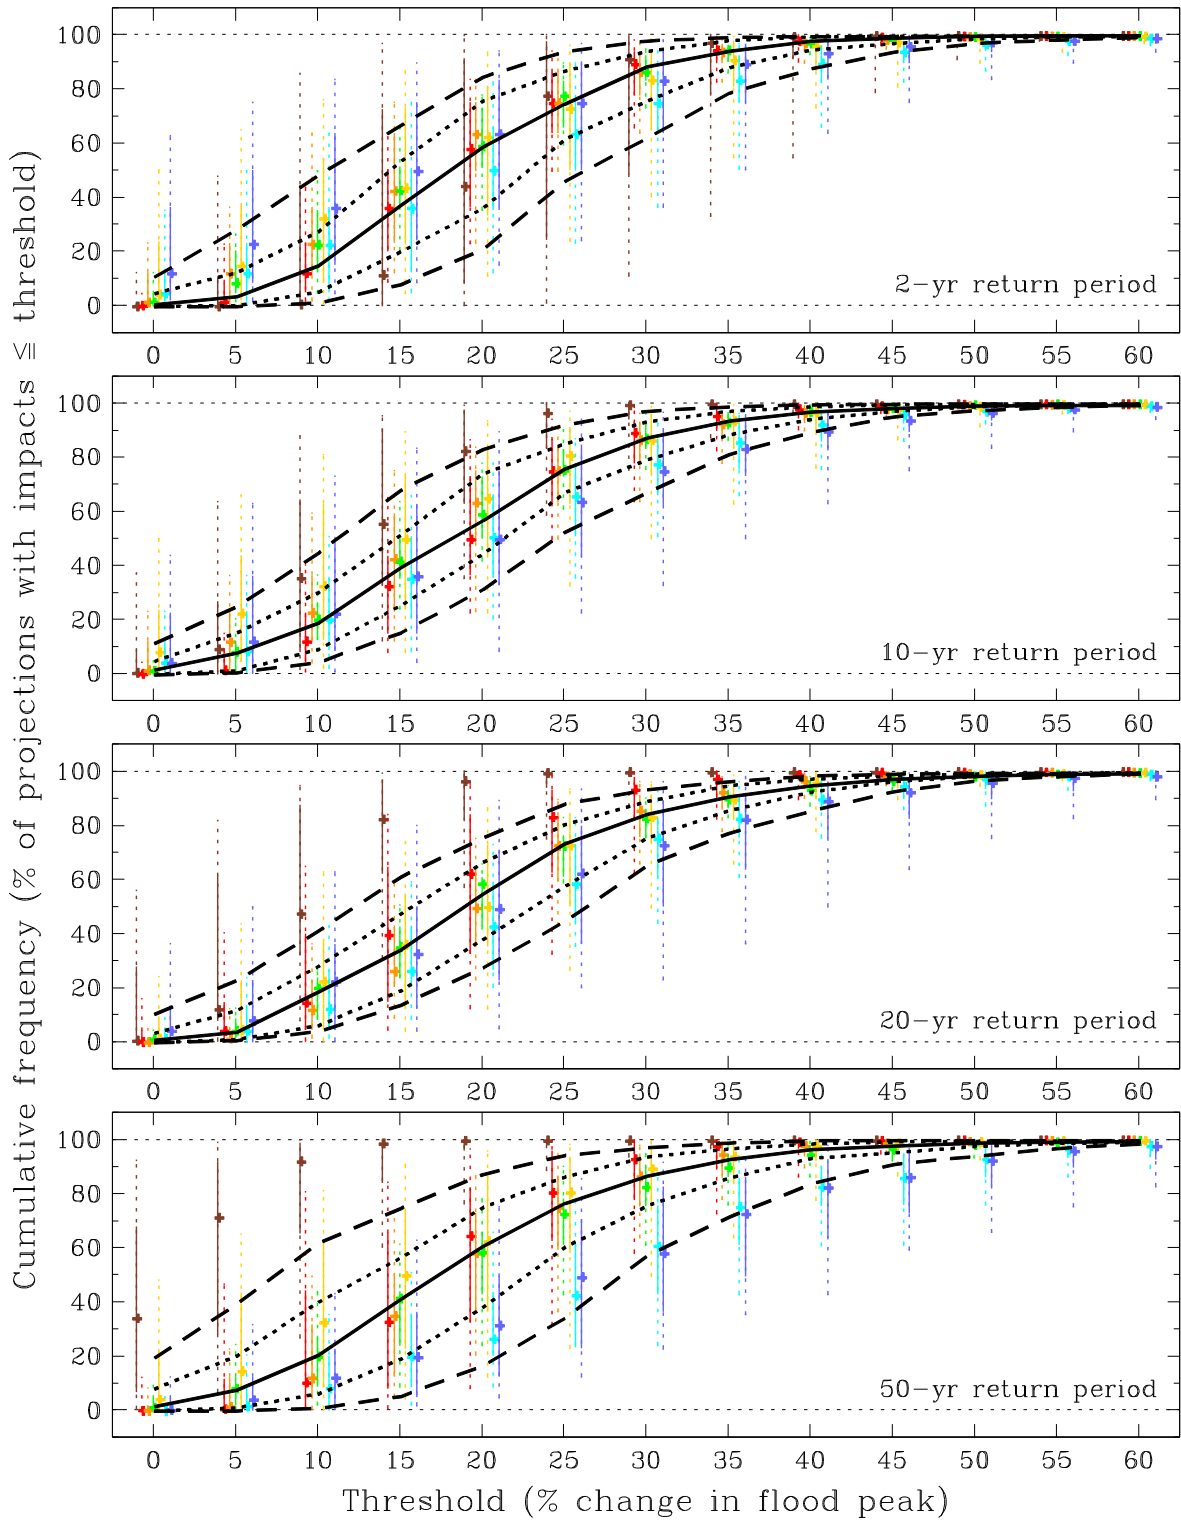 Cumulative frequency (% of projections with impacts ≦ threshold)
100
80
60
40
20
0
2-yr return period
0 5 10 15 20 25 30 35 40 45 50 55 60
100
80
60
40
20
0
10-yr return period
0 5 10 15 20 25 30 35 40 45 50 55 60
100
80
60
40
20
0
20-yr return period
0 5 10 15 20 25 30 35 40 45 50 55 60
100
80
60
40
20
0
50-yr return period
0 5 10 15 20 25 30 35 40 45 50 55 60
Threshold (% change in flood peak)